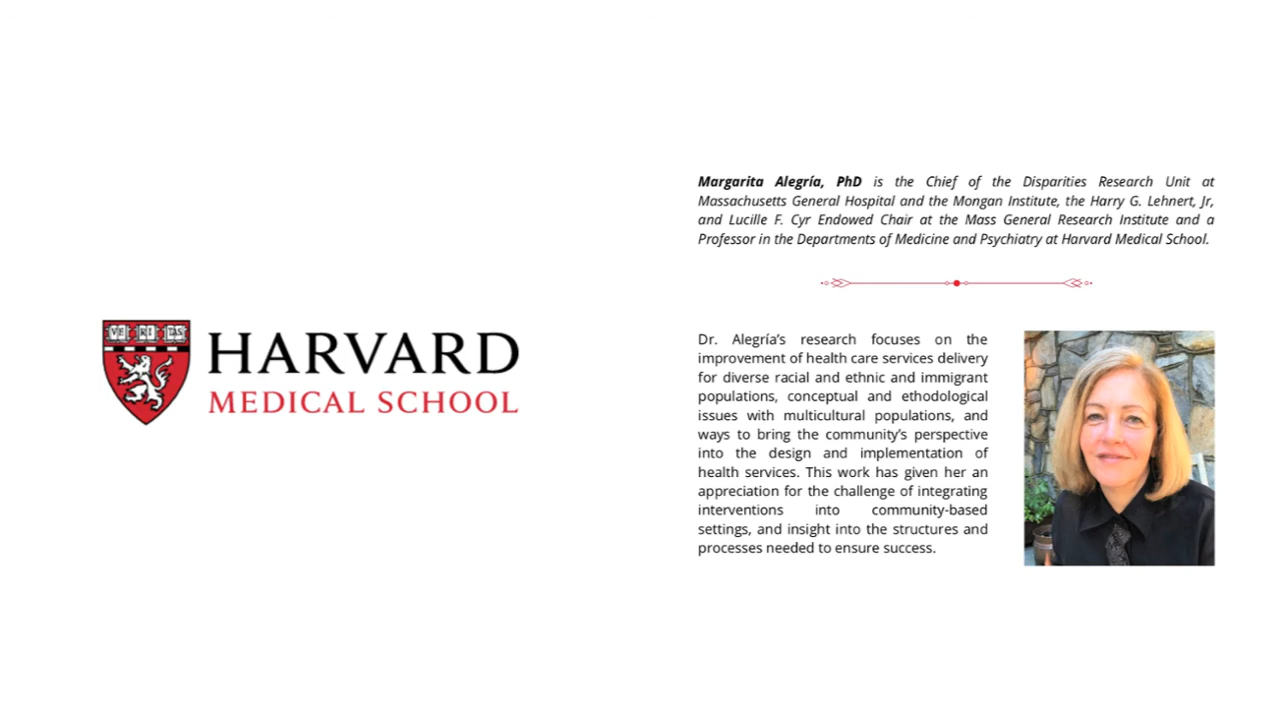 VE RI TAS
HARVARD
MEDICAL SCHOOL
Margarita Alegría, PhD is the Chief of the Disparities Research Unit at
Massachusetts General Hospital and the Mongan Institute, the Harry G. Lehnert, Jr,
and Lucille F. Cyr Endowed Chair at the Mass General Research Institute and a
Professor in the Departments of Medicine and Psychiatry at Harvard Medical School.
Dr. Alegría's research focuses on the
improvement of health care services delivery
for diverse racial and ethnic and immigrant
populations, conceptual and ethodological
issues with multicultural populations, and
ways to bring the community's perspective
into the design and implementation of
health services. This work has given her an
appreciation for the challenge of integrating
interventions into community-based
settings, and insight into the structures and
processes needed to ensure success.